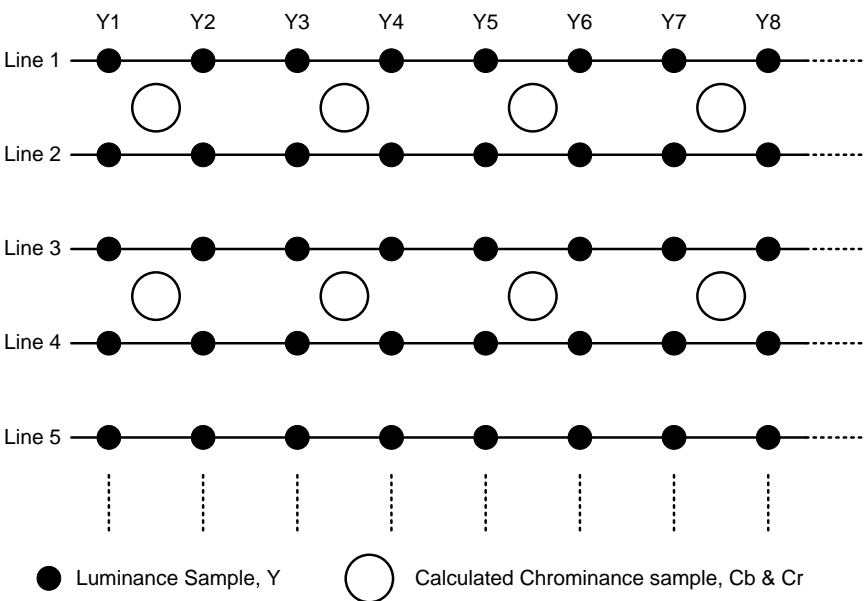 Y1 Y2 Y3 Y4 Y5 Y6 Y7 Y8
Line 1
Line 2
Line 3
Line 4
Line 5
Luminance Sample, Y
Calculated Chrominance sample, Cb & Cr